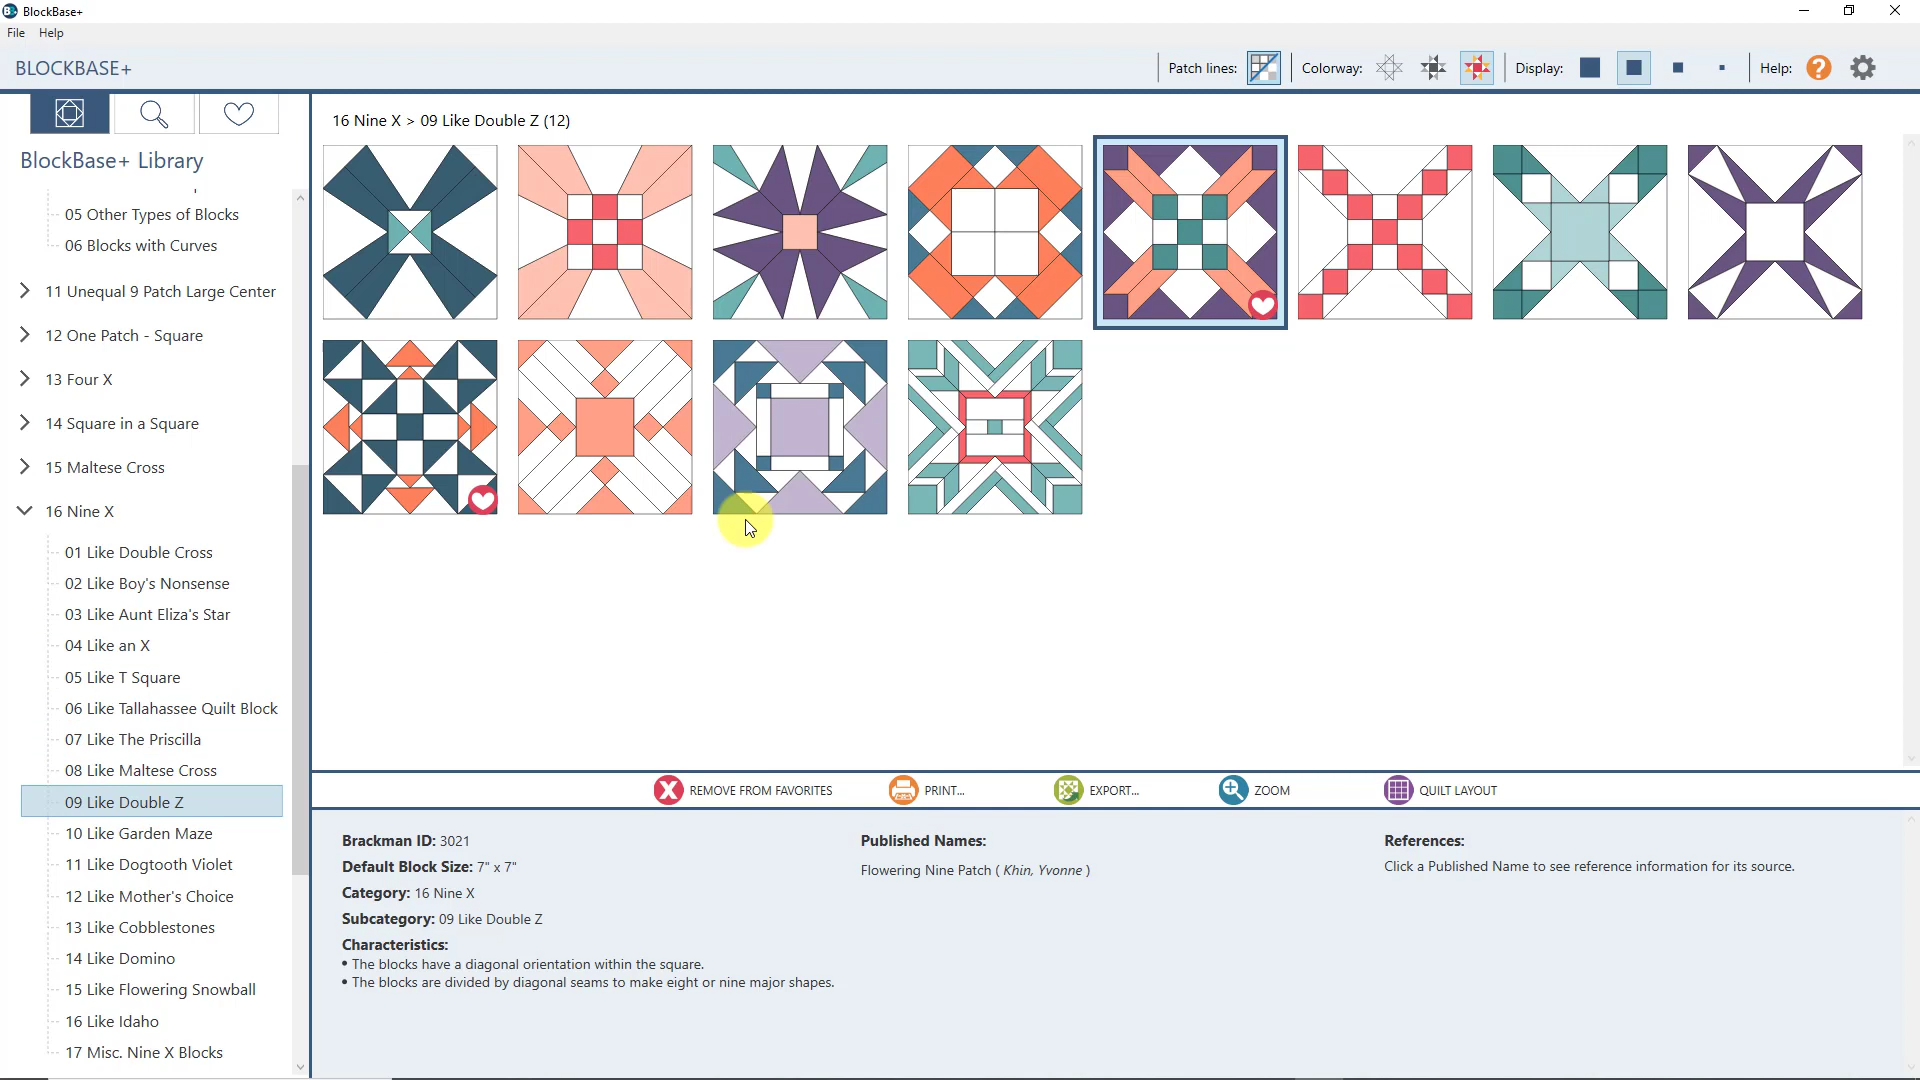 BlockBase+
File Help
BLOCKBASE+
Patch lines: Colorway: Display: Help: ?
BlockBase+ Library
16 Nine X > 09 Like Double Z (12)
05 Other Types of Blocks
06 Blocks with Curves
11 Unequal 9 Patch Large Center
12 One Patch - Square
13 Four X
14 Square in a Square
15 Maltese Cross
16 Nine X
01 Like Double Cross
02 Like Boy's Nonsense
03 Like Aunt Eliza's Star
04 Like an X
05 Like T Square
06 Like Tallahassee Quilt Block
07 Like The Priscilla
08 Like Maltese Cross
09 Like Double Z
10 Like Garden Maze
11 Like Dogtooth Violet
12 Like Mother's Choice
13 Like Cobblestones
14 Like Domino
15 Like Flowering Snowball
16 Like Idaho
17 Misc. Nine X Blocks
REMOVE FROM FAVORITES PRINT... EXPORT... ZOOM QUILT LAYOUT
Brackman ID: 3021
Default Block Size: 7" x 7"
Category: 16 Nine X
Subcategory: 09 Like Double Z
Characteristics:
• The blocks have a diagonal orientation within the square.
• The blocks are divided by diagonal seams to make eight or nine major shapes.
Published Names:
Flowering Nine Patch ( Khin, Yvonne )
References:
Click a Published Name to see reference information for its source.